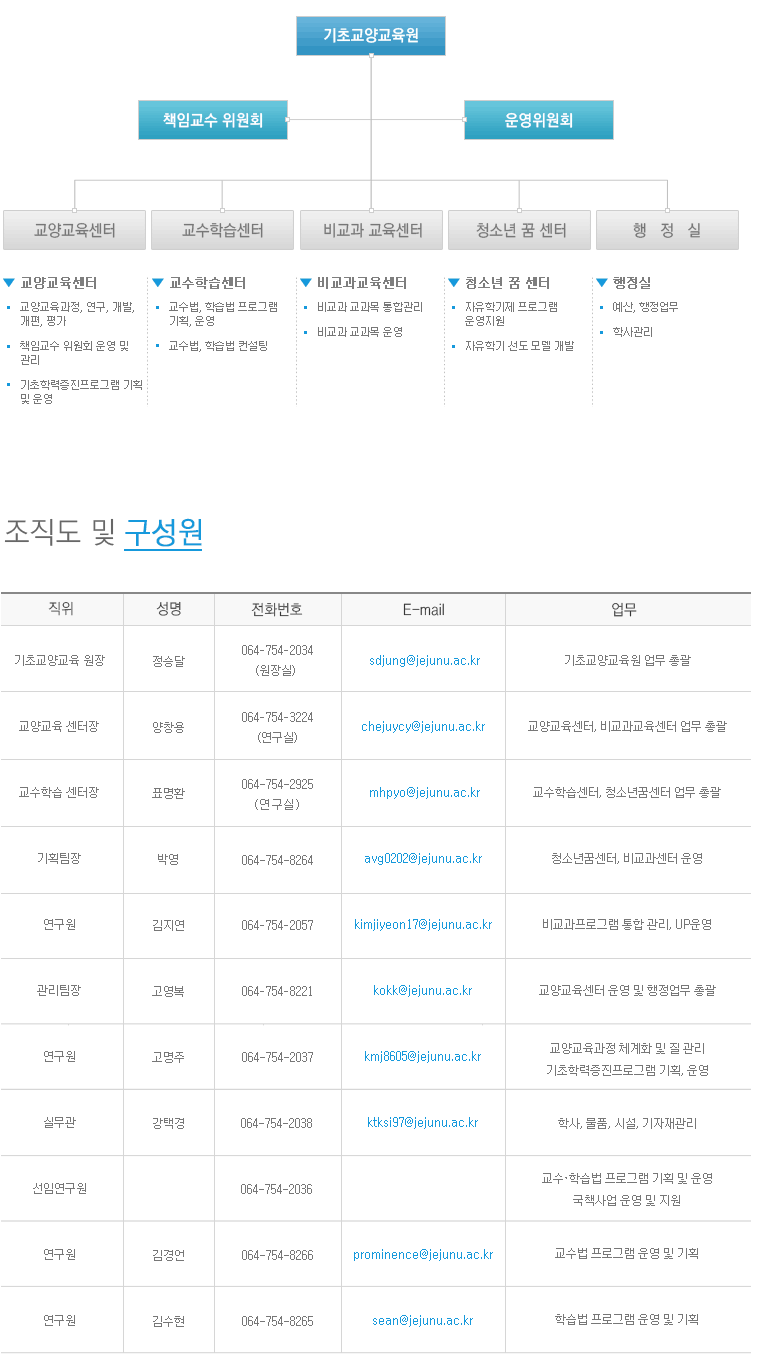 기초교양교육원
책임교수 위원회
운영위원회
교양교육센터
교수학습센터
비교과 교육센터
청소년 꿈 센터
행 정 실
▼ 교양교육센터
교양교육과정, 연구, 개발,
개편, 평가
책임교수 위원회 운영 및
관리
기초학력증진프로그램 기획
및 운영
▼ 교수학습센터
교수법, 학습법 프로그램
기획, 운영
교수법, 학습법 컨설팅
▼ 비교과교육센터
비교과 교과목 통합관리
비교과 교과목 운영
▼ 청소년 꿈 센터
자유학기제 프로그램
운영지원
자유학기 선도 모델 개발
▼ 행정실
예산, 행정업무
학사관리
조직도 및 구성원
직위 성명 전화번호 E-mail 업무
기초교양교육 원장 정승달 064-754-2034 (원장실) sdjung@jejunu.ac.kr 기초교양교육원 업무 총괄
교양교육 센터장 양창용 064-754-3224 (연구실) chejuycy@jejunu.ac.kr 교양교육센터, 비교과교육센터 업무 총괄
교수학습 센터장 표명환 064-754-2925 (연구실) mhpyo@jejunu.ac.kr 교수학습센터, 청소년꿈센터 업무 총괄
기획팀장 박영 064-754-8264 avg0202@jejunu.ac.kr 청소년꿈센터, 비교과센터 운영
연구원 김지연 064-754-2057 kimjiyeon17@jejunu.ac.kr 비교과프로그램 통합 관리, UP운영
관리팀장 고영복 064-754-8221 kokk@jejunu.ac.kr 교양교육센터 운영 및 행정업무 총괄
연구원 고명주 064-754-2037 kmj8605@jejunu.ac.kr 교양교육과정 체계화 및 질 관리
기초학력증진프로그램 기획, 운영
실무관 강택경 064-754-2038 ktksi97@jejunu.ac.kr 학사, 물품, 시설, 기자재관리
선임연구원 064-754-2036 교수·학습법 프로그램 기획 및 운영
국책사업 운영 및 지원
연구원 김경언 064-754-8266 prominence@jejunu.ac.kr 교수법 프로그램 운영 및 기획
연구원 김수현 064-754-8265 sean@jejunu.ac.kr 학습법 프로그램 운영 및 기획